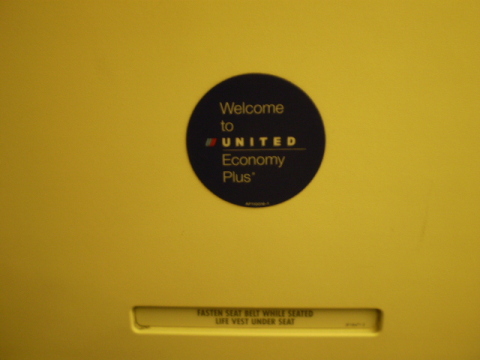 Welcome
to
UNITED
Economy
Plus*
FASTEN SEAT BELT WHILE SEATED
LIFE VEST UNDER SEAT